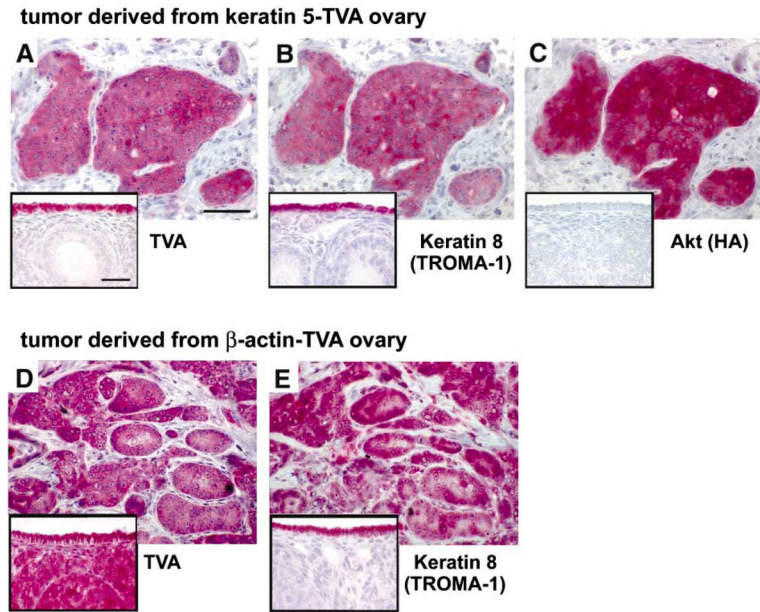 tumor derived from keratin 5-TVA ovary
A
B
C
TVA
Keratin 8
(TROMA-1)
Akt (HA)
tumor derived from β-actin-TVA ovary
D
E
TVA
Keratin 8
(TROMA-1)